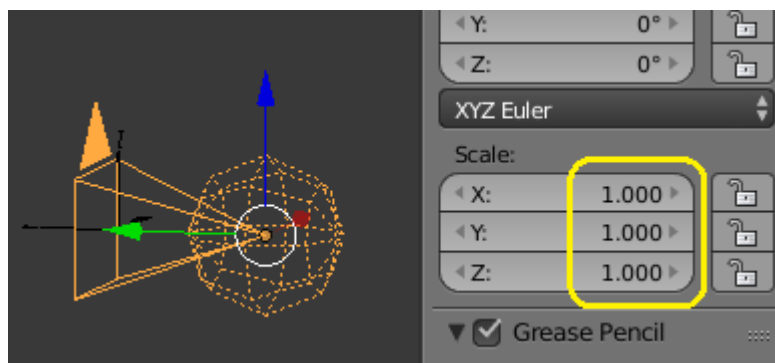 Y: 0°
Z: 0°
XYZ Euler
Scale:
X: 1.000
Y: 1.000
Z: 1.000
Grease Pencil